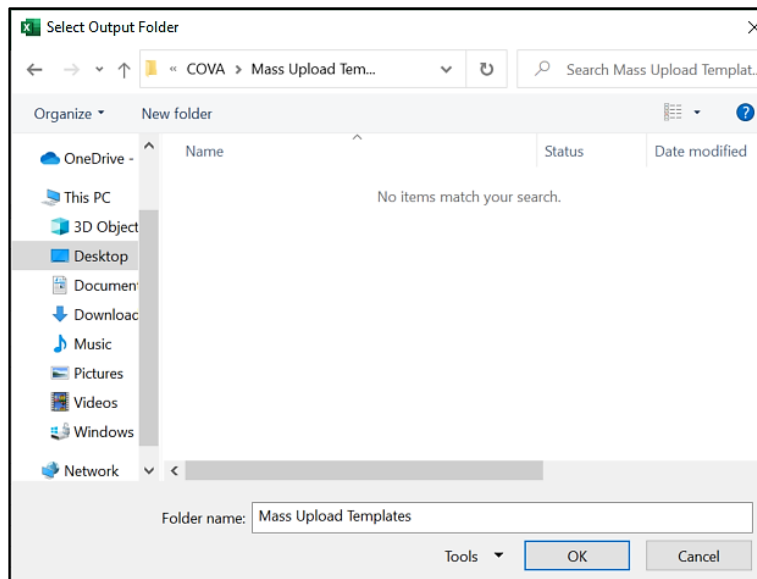 Select Output Folder
« COVA > Mass Upload Tem...
Search Mass Upload Templat...
Organize
New folder
Name
Status
Date modified
No items match your search.
OneDrive -
This PC
3D Object
Desktop
Documen
Downloac
Music
Pictures
Videos
Windows
Network
Folder name: Mass Upload Templates
Tools
OK
Cancel